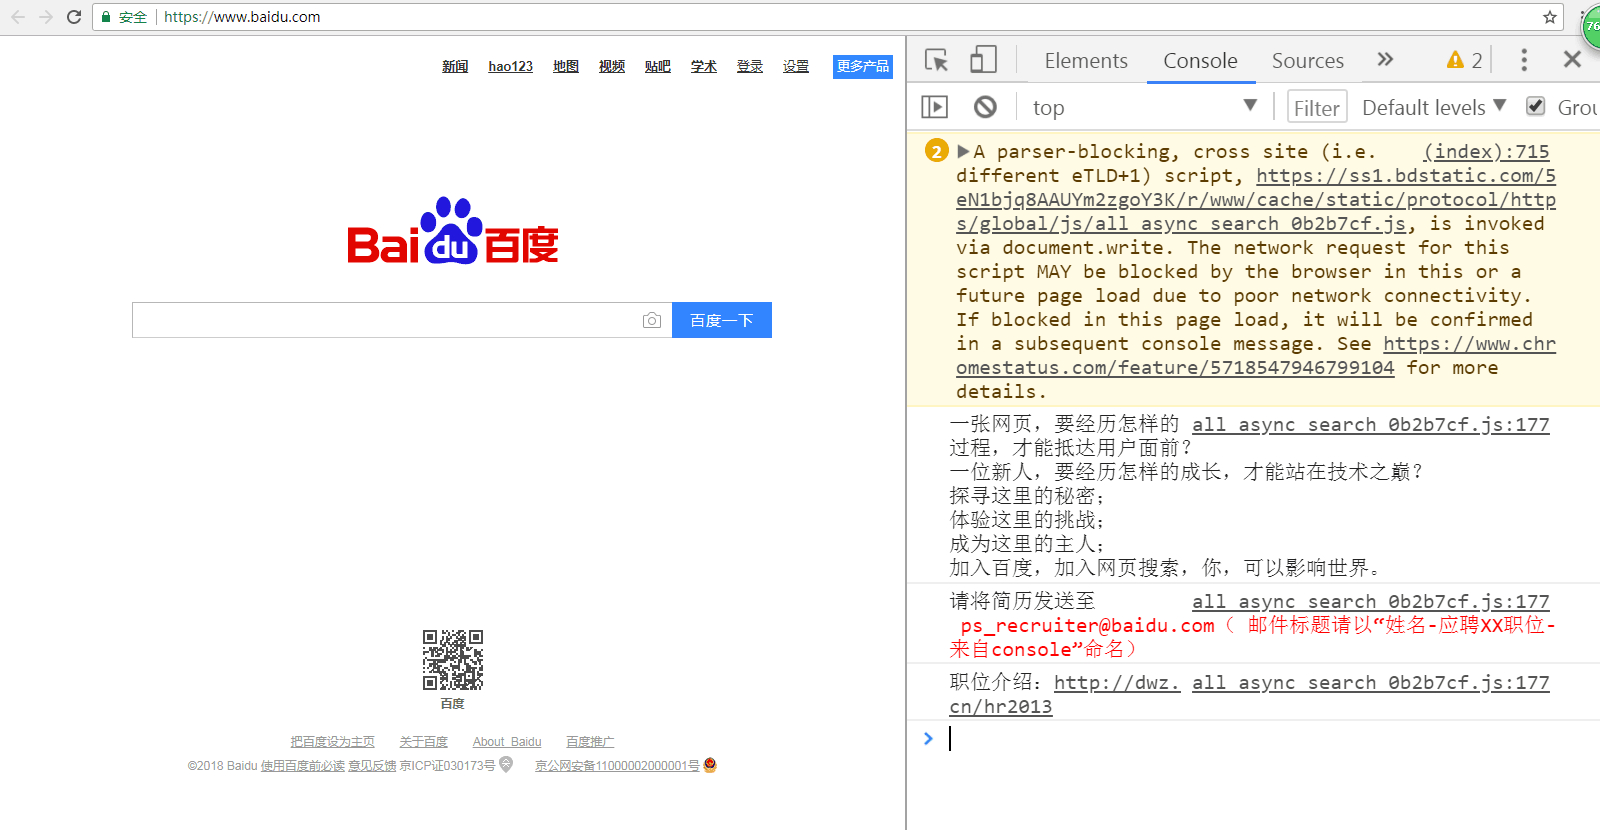 安全 https://www.baidu.com
76
新闻 hao123 地图 视频 贴吧 学术 登录 设置 更多产品
Bai du 百度
百度一下
百度
把百度设为主页 关于百度 About Baidu 百度推广
©2018 Baidu 使用百度前必读 意见反馈 京ICP证030173号 京公网安备11000002000001号
Elements Console Sources 2
top Filter Default levels Grou
2 A parser-blocking, cross site (i.e. (index):715
different eTLD+1) script, https://ss1.bdstatic.com/5
eN1bjq8AAUYm2zgoY3K/r/www/cache/static/protocol/http
s/global/js/all_async_search_0b2b7cf.js, is invoked
via document.write. The network request for this
script MAY be blocked by the browser in this or a
future page load due to poor network connectivity.
If blocked in this page load, it will be confirmed
in a subsequent console message. See https://www.chr
omestatus.com/feature/5718547946799104 for more
details.
一张网页，要经历怎样的 all_async_search_0b2b7cf.js:177
过程，才能抵达用户面前？
一位新人，要经历怎样的成长，才能站在技术之巅？
探寻这里的秘密；
体验这里的挑战；
成为这里的主人；
加入百度，加入网页搜索，你，可以影响世界。
请将简历发送至 all_async_search_0b2b7cf.js:177
ps_recruiter@baidu.com（ 邮件标题请以“姓名-应聘XX职位-
来自console”命名）
职位介绍：http://dwz. all_async_search_0b2b7cf.js:177
cn/hr2013